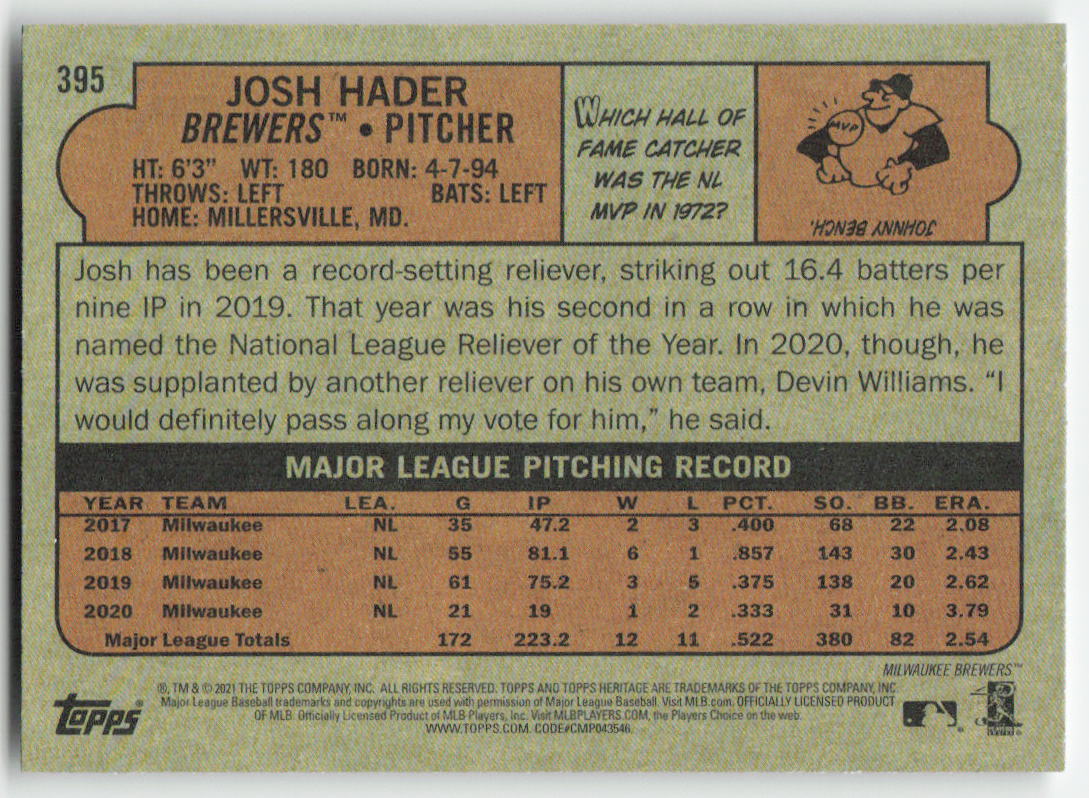 395
JOSH HADER
BREWERS™ • PITCHER
HT: 6'3" WT: 180 BORN: 4-7-94
THROWS: LEFT BATS: LEFT
HOME: MILLERSVILLE, MD.
WHICH HALL OF
FAME CATCHER
WAS THE NL
MVP IN 1972?
MVP
JOHNNY BENCH.
Josh has been a record-setting reliever, striking out 16.4 batters per
nine IP in 2019. That year was his second in a row in which he was
named the National League Reliever of the Year. In 2020, though, he
was supplanted by another reliever on his own team, Devin Williams. “I
would definitely pass along my vote for him,” he said.
MAJOR LEAGUE PITCHING RECORD
YEAR TEAM LEA. G IP W L PCT. SO. BB. ERA.
2017 Milwaukee NL 35 47.2 2 3 .400 68 22 2.08
2018 Milwaukee NL 55 81.1 6 1 .857 143 30 2.43
2019 Milwaukee NL 61 75.2 3 5 .375 138 20 2.62
2020 Milwaukee NL 21 19 1 2 .333 31 10 3.79
Major League Totals 172 223.2 12 11 .522 380 82 2.54
MILWAUKEE BREWERS™
®, TM & © 2021 THE TOPPS COMPANY, INC. ALL RIGHTS RESERVED. TOPPS AND TOPPS HERITAGE ARE TRADEMARKS OF THE TOPPS COMPANY, INC.
Major League Baseball trademarks and copyrights are used with permission of Major League Baseball. Visit MLB.com. OFFICIALLY LICENSED PRODUCT
OF MLB. Officially Licensed Product of MLB Players, Inc. Visit MLBPLAYERS.COM, the Players Choice on the web.
WWW.TOPPS.COM. CODE#CMP043546.
topps®